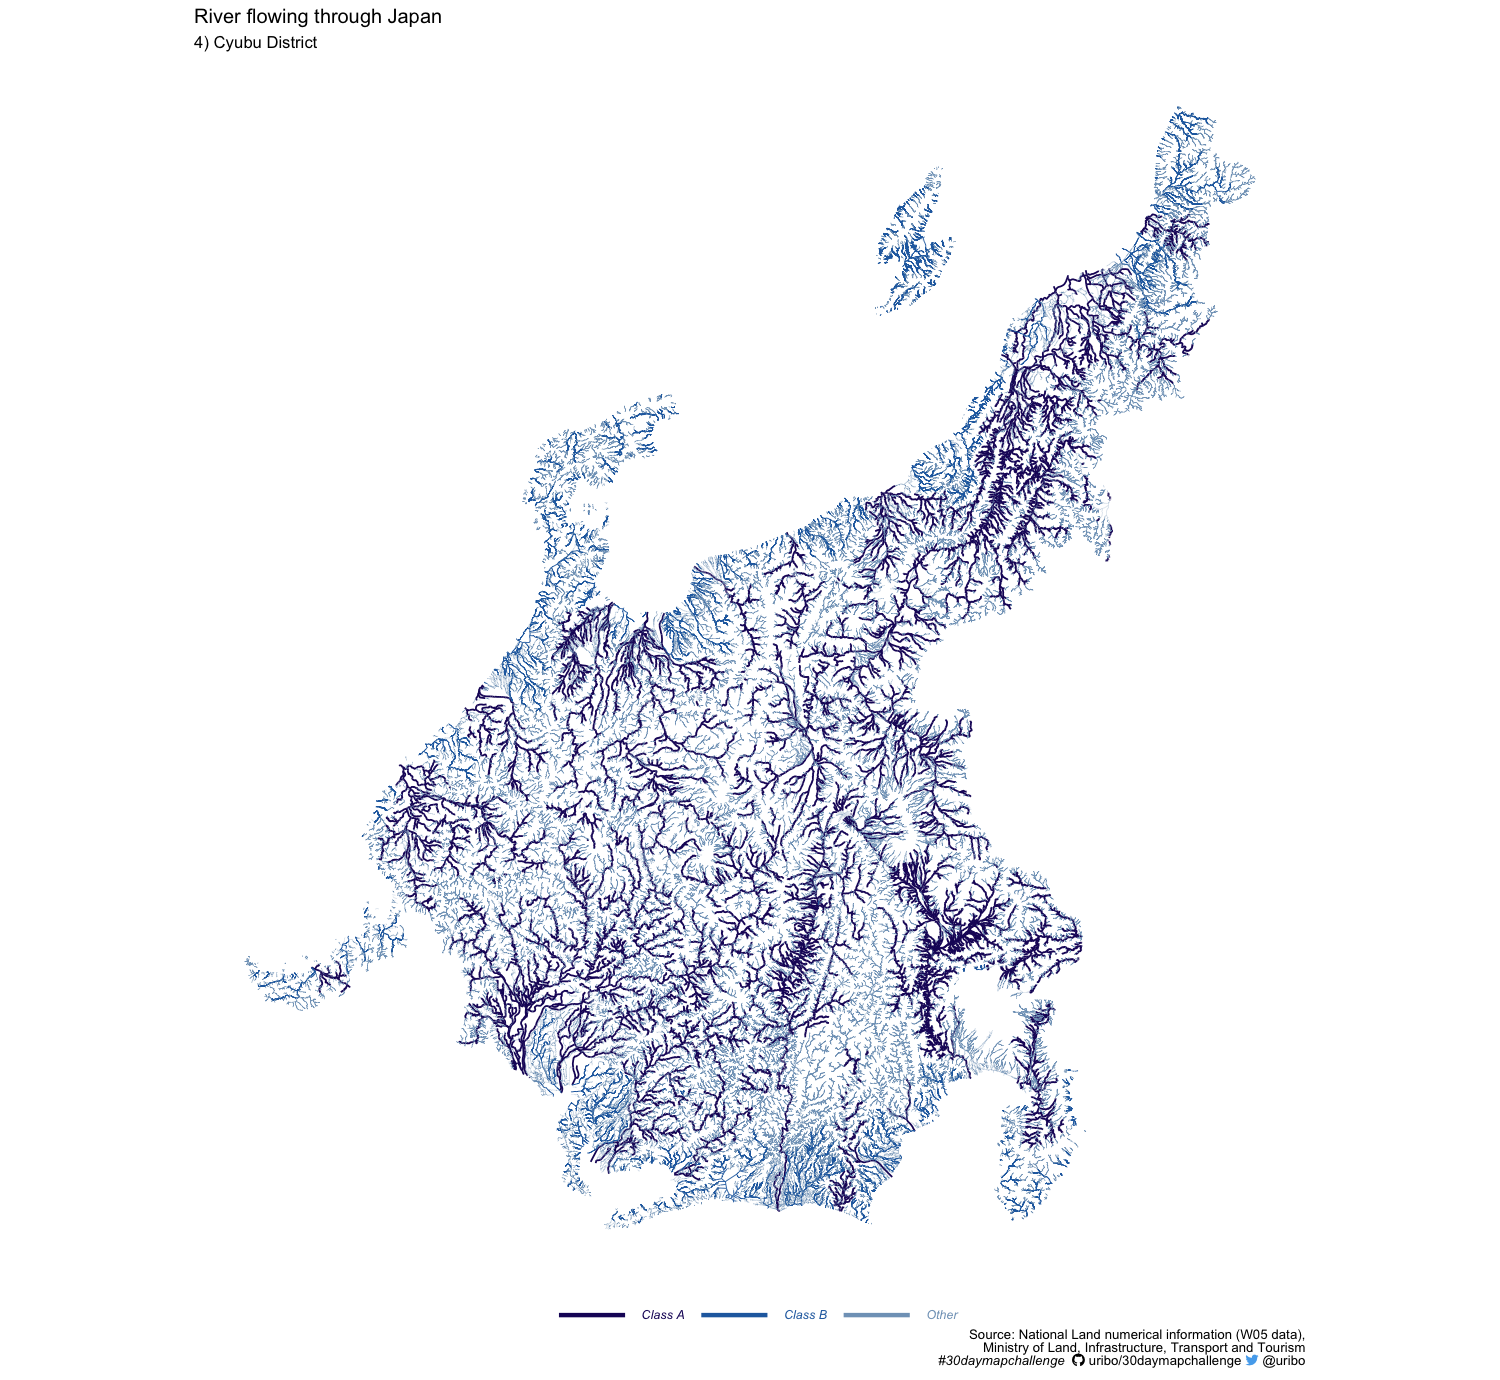 River flowing through Japan
4) Cyubu District
Class A Class B Other
Source: National Land numerical information (W05 data),
Ministry of Land, Infrastructure, Transport and Tourism
#30daymapchallenge uribo/30daymapchallenge @uribo